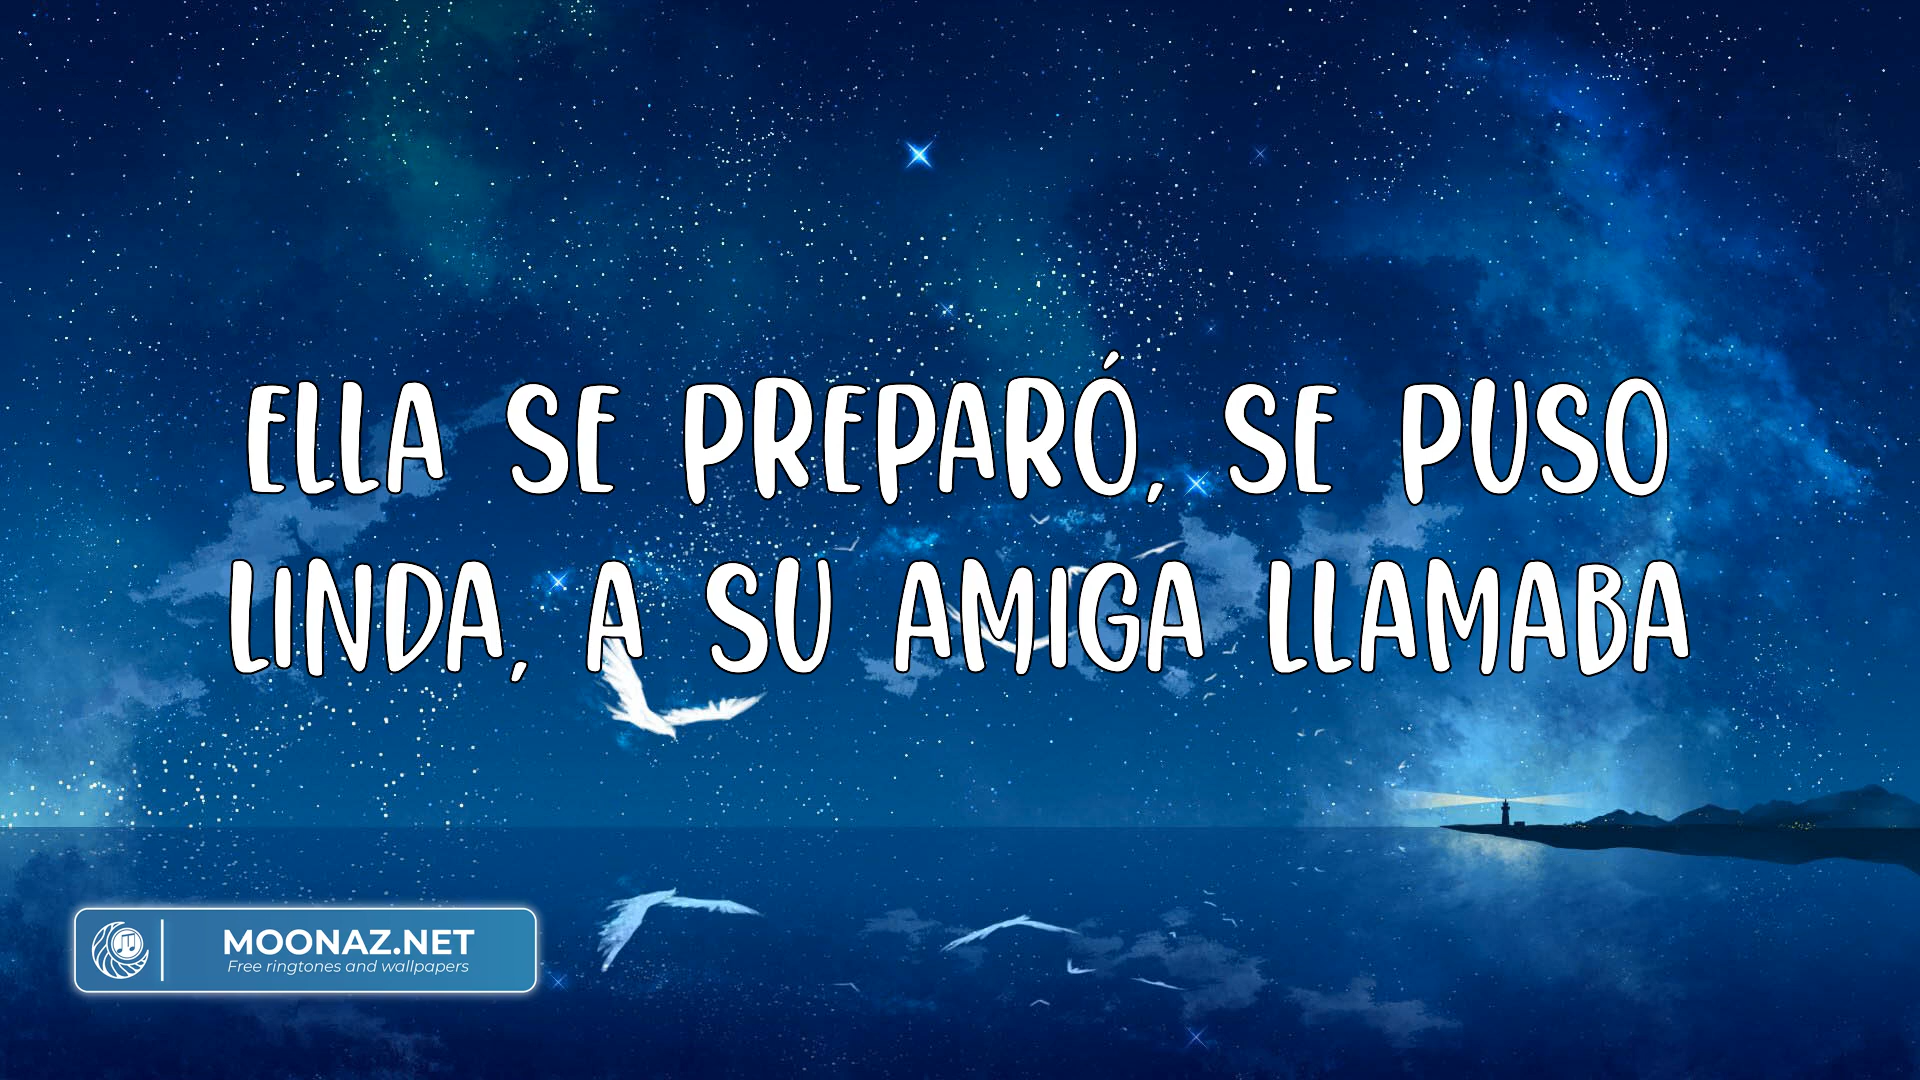 ELLA SE PREPARÓ, SE PUSO
LINDA, A SU AMIGA LLAMABA
MOONAZ.NET
Free ringtones and wallpapers